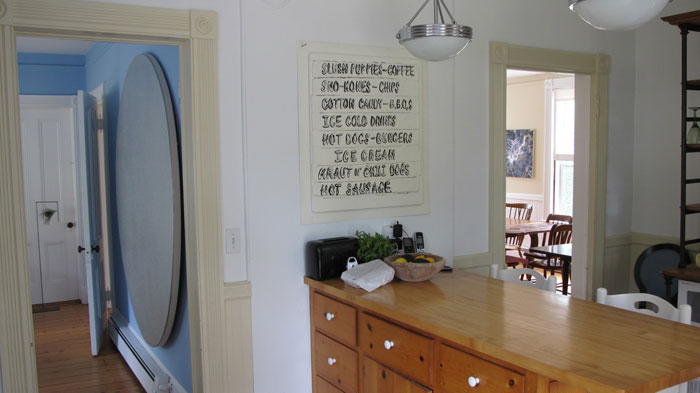 SLUSH PUPPIES-COFFEE
SNO-KONES-CHIPS
COTTON CANDY-B.B.Q.S
ICE COLD DRINKS
HOT DOGS-BURGERS
ICE CREAM
KRAUT N' CHILI DOGS
HOT SAUSAGE